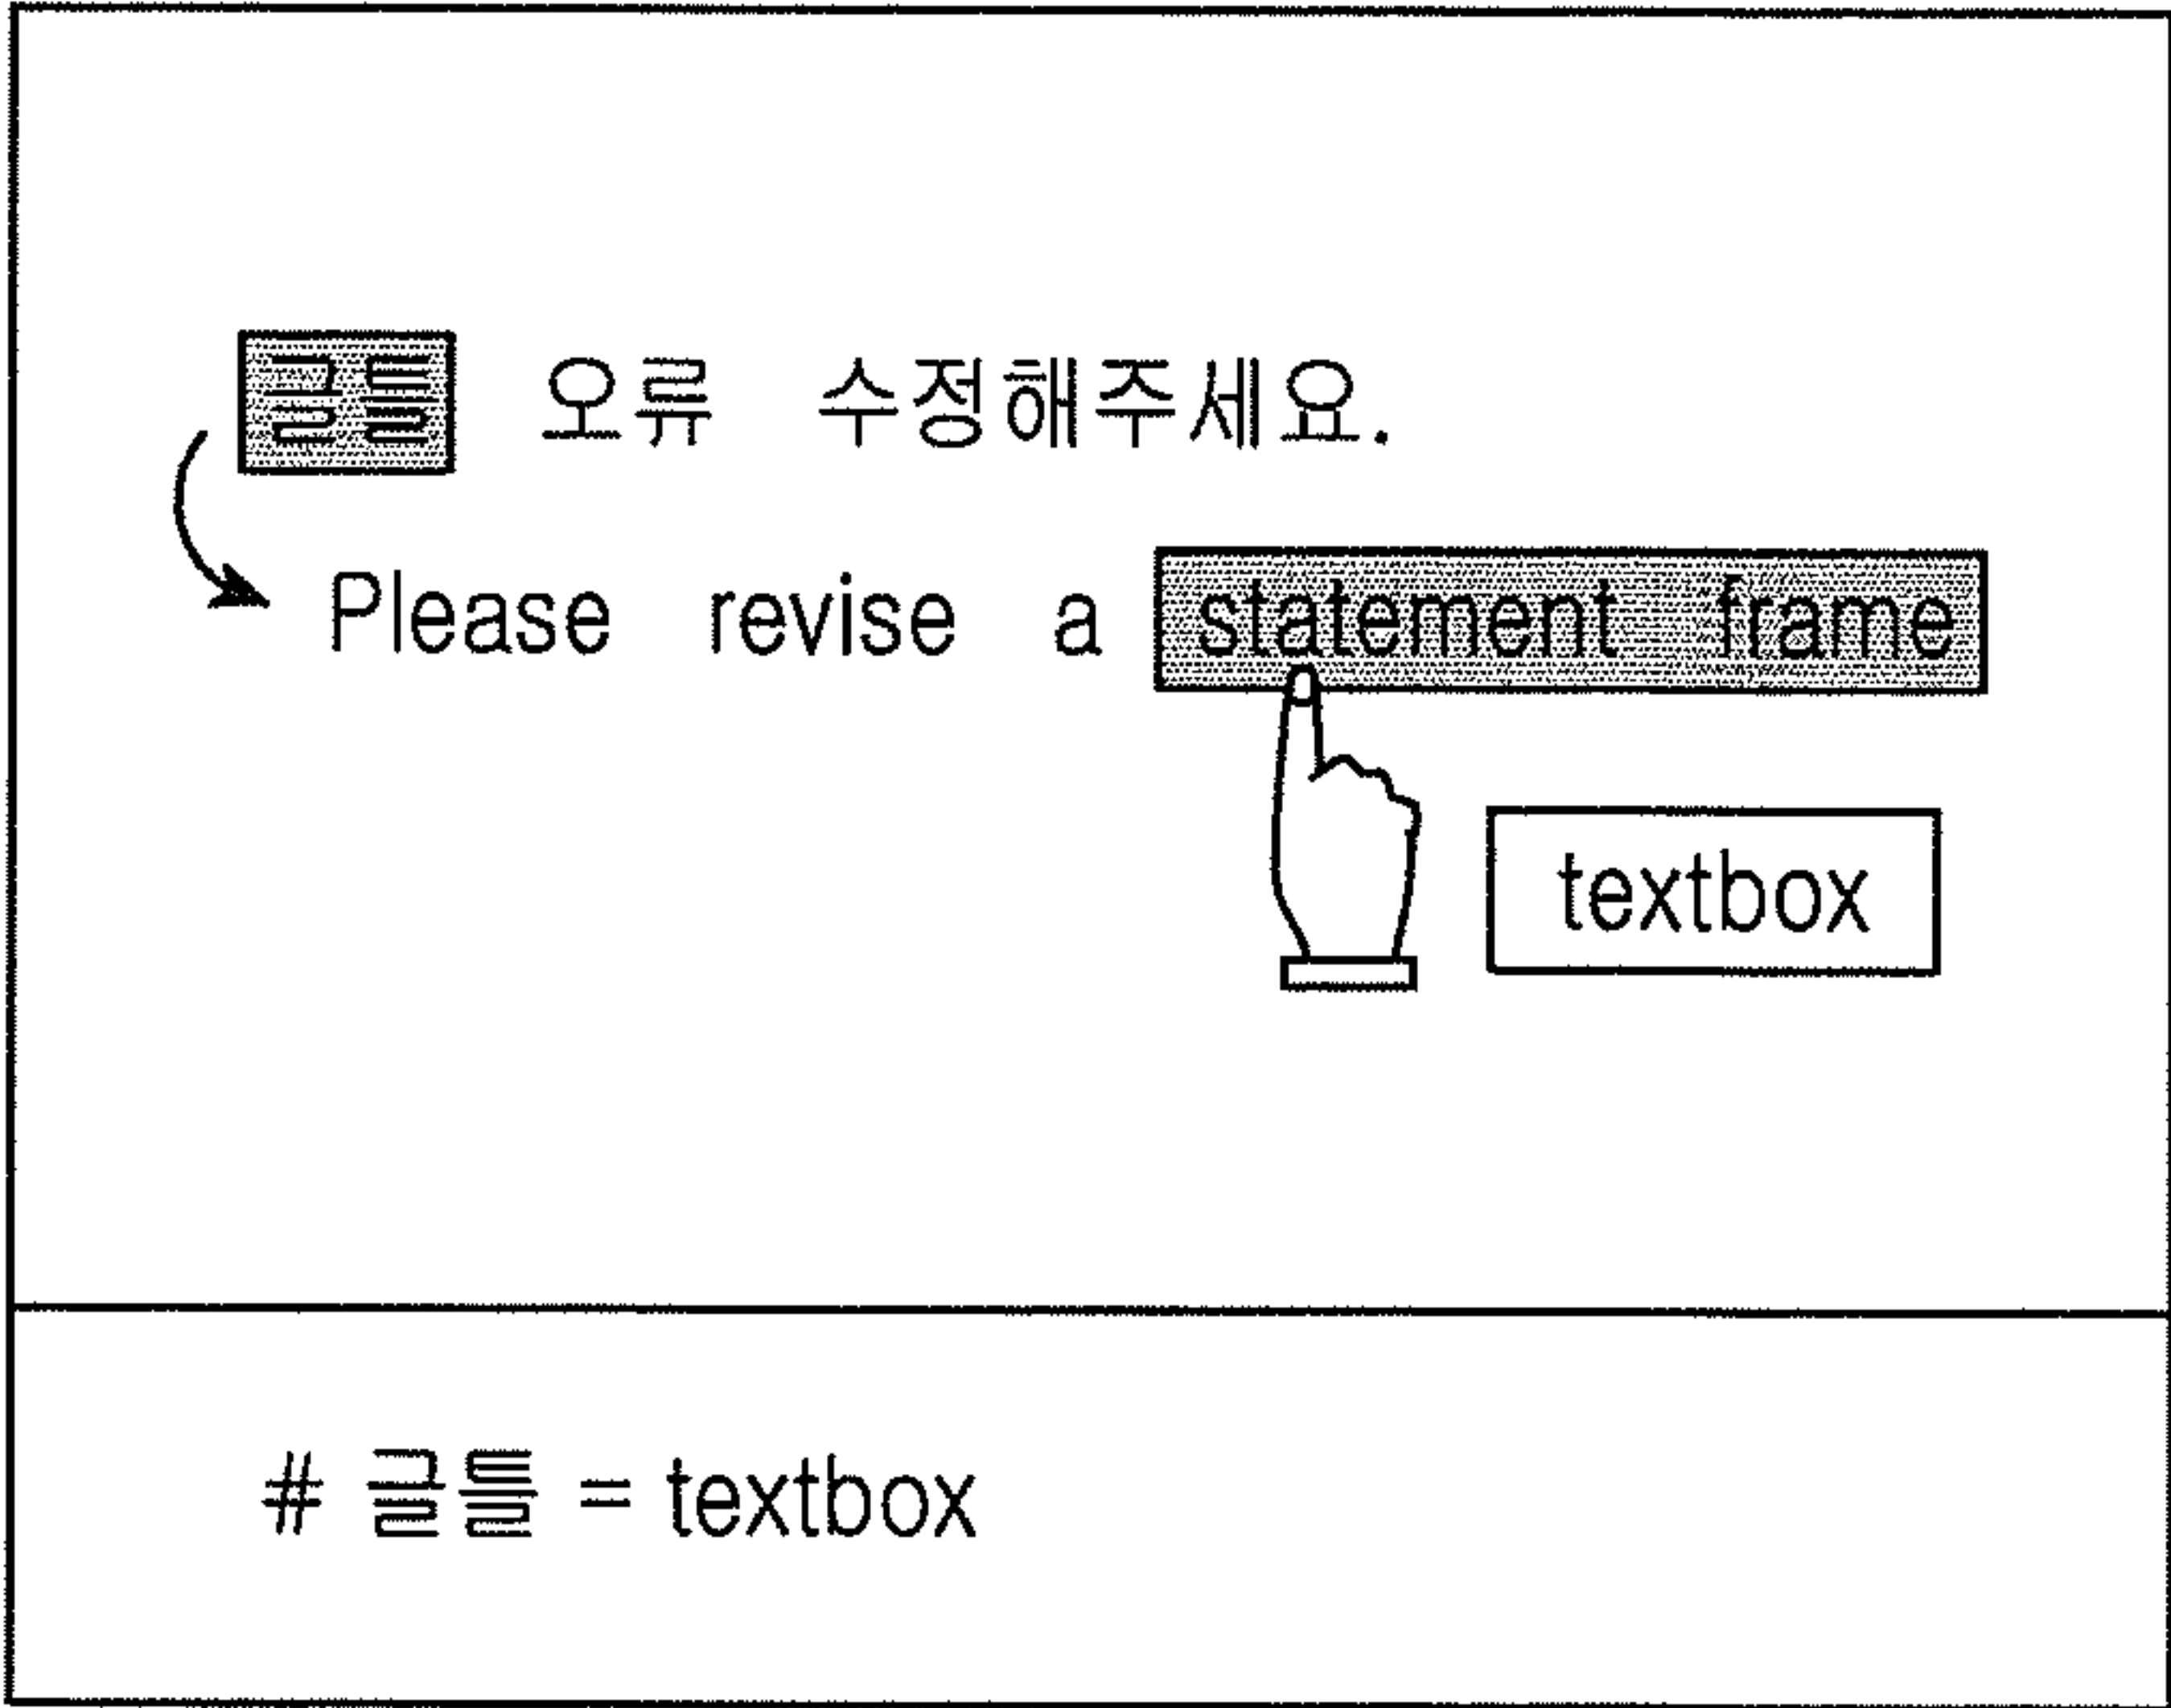 글틀 오류 수정해주세요.
Please revise a statement frame
textbox
# 글틀 = textbox